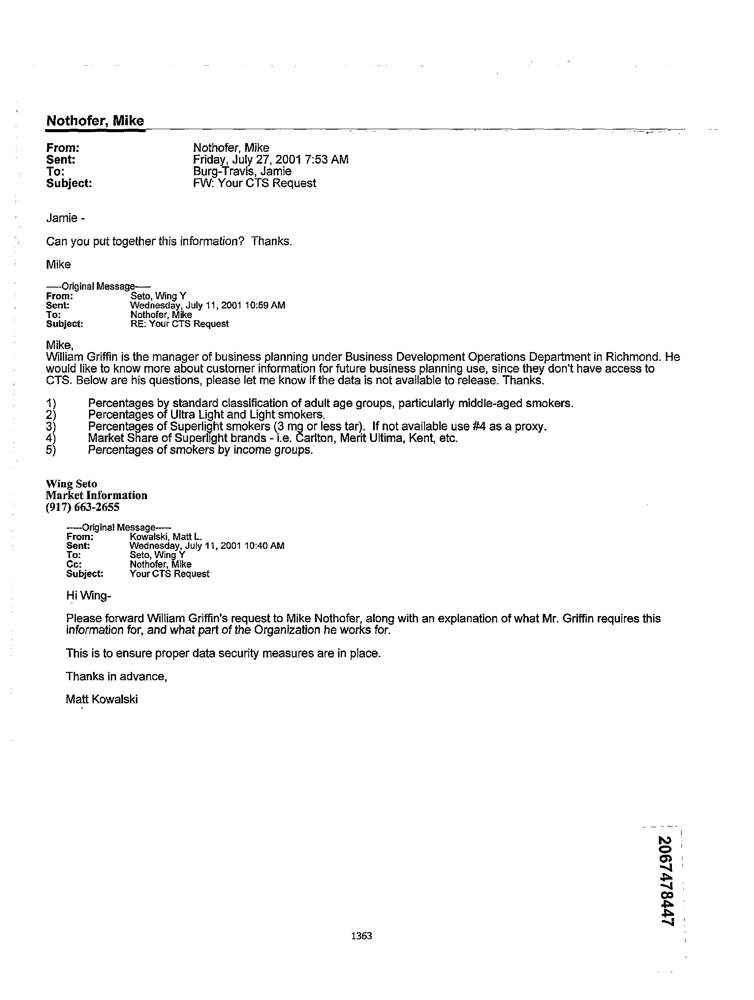 Nothofer, Mike
From: Nothofer, Mike
Sent: Friday, July 27, 2001 7:53 AM
To: Burg-Travis, Jamie
Subject: FW: Your CTS Request
Jamie -
Can you put together this information? Thanks.
Mike
-----Original Message-----
From: Seto, Wing Y
Sent: Wednesday, July 11, 2001 10:59 AM
To: Nothofer, Mike
Subject: RE: Your CTS Request
Mike,
William Griffin is the manager of business planning under Business Development Operations Department in Richmond. He
would like to know more about customer information for future business planning use, since they don't have access to
CTS. Below are his questions, please let me know if the data is not available to release. Thanks.
1) Percentages by standard classification of adult age groups, particularly middle-aged smokers.
2) Percentages of Ultra Light and Light smokers.
3) Percentages of Superlight smokers (3 mg or less tar). If not available use #4 as a proxy.
4) Market Share of Superlight brands - i.e. Carlton, Merit Ultima, Kent, etc.
5) Percentages of smokers by income groups.
Wing Seto
Market Information
(917) 663-2655
-----Original Message-----
From: Kowalski, Matt L.
Sent: Wednesday, July 11, 2001 10:40 AM
To: Seto, Wing Y
Cc: Nothofer, Mike
Subject: Your CTS Request
Hi Wing-
Please forward William Griffin's request to Mike Nothofer, along with an explanation of what Mr. Griffin requires this
information for, and what part of the Organization he works for.
This is to ensure proper data security measures are in place.
Thanks in advance,
Matt Kowalski
2067478447
1363